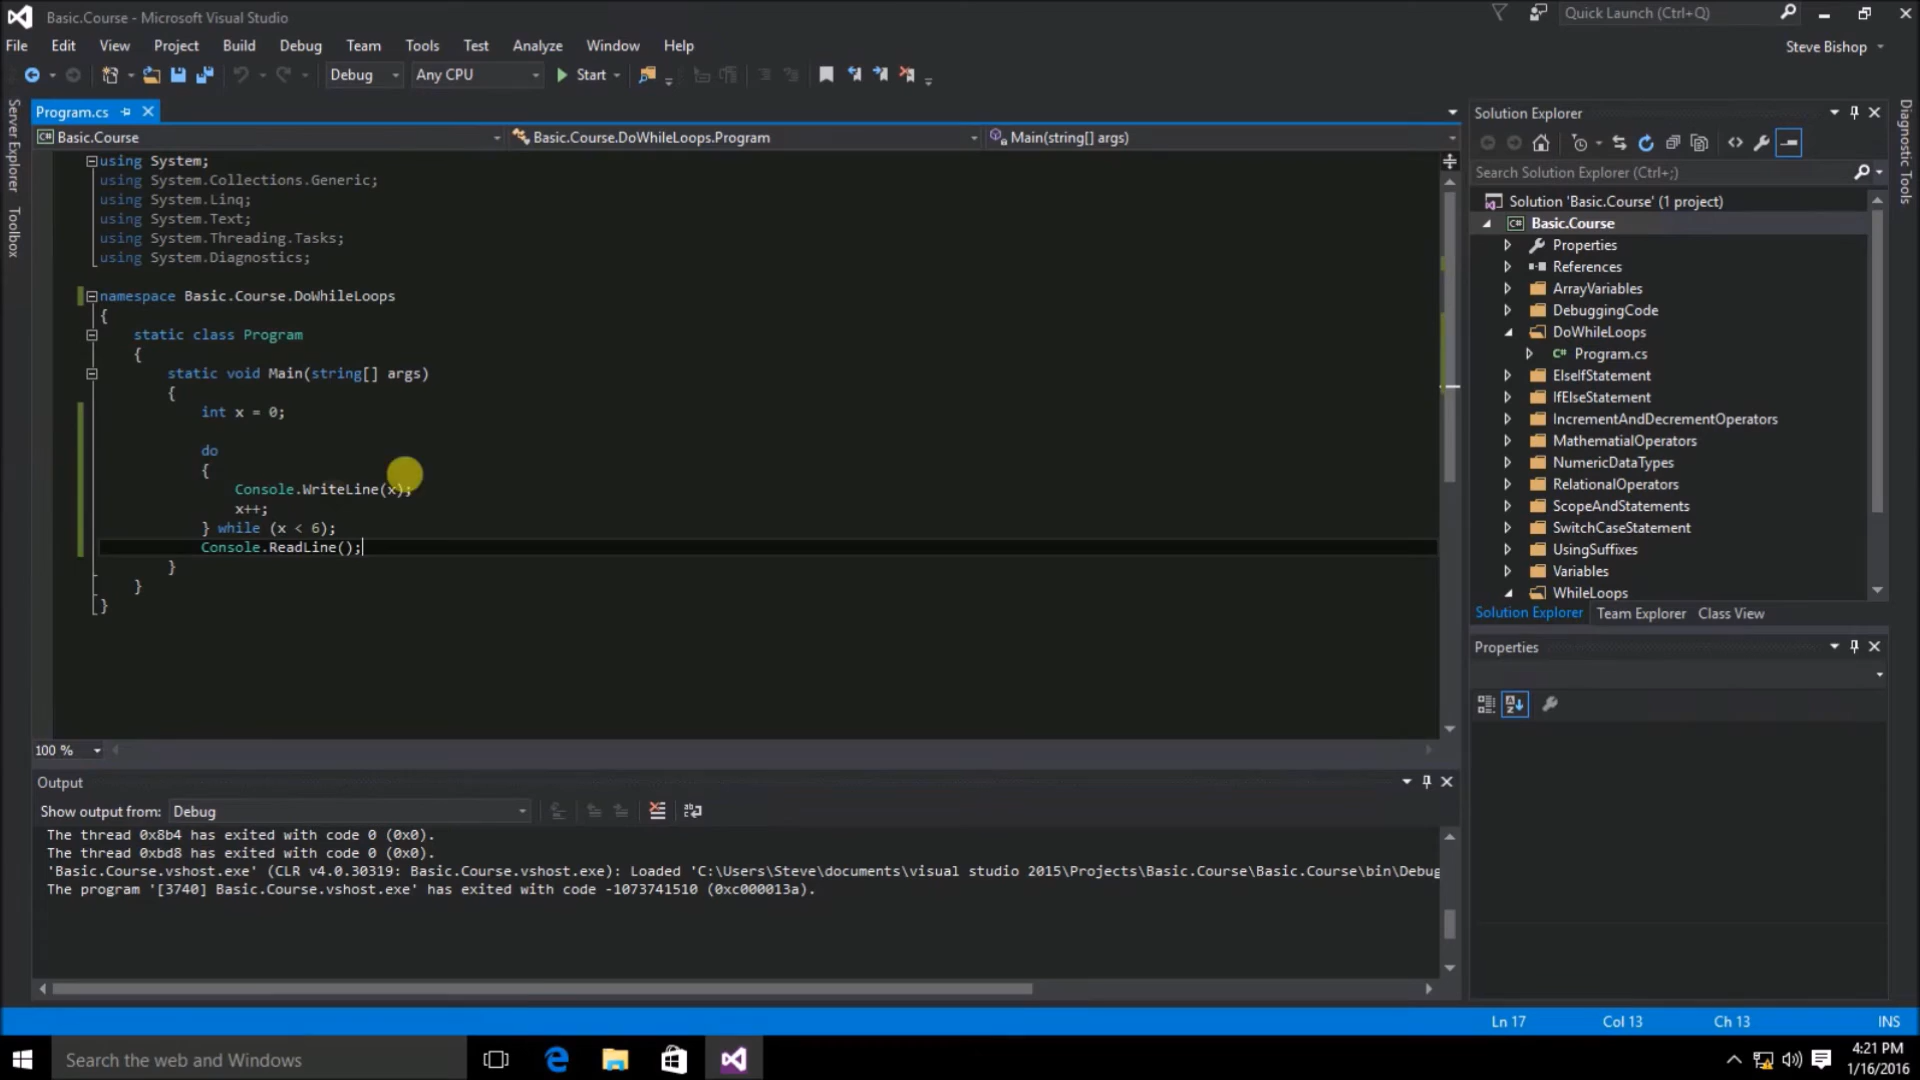 Basic.Course - Microsoft Visual Studio
Quick Launch (Ctrl+Q)
File Edit View Project Build Debug Team Tools Test Analyze Window Help
Steve Bishop
Debug Any CPU Start
Server Explorer
Toolbox
Program.cs
Basic.Course Basic.Course.DoWhileLoops.Program Main(string[] args)
using System;
using System.Collections.Generic;
using System.Linq;
using System.Text;
using System.Threading.Tasks;
using System.Diagnostics;
namespace Basic.Course.DoWhileLoops
{
static class Program
{
static void Main(string[] args)
{
int x = 0;
do
{
Console.WriteLine(x);
x++;
} while (x < 6);
Console.ReadLine();
}
}
}
100 %
Output
Show output from: Debug
The thread 0x8b4 has exited with code 0 (0x0).
The thread 0xbd8 has exited with code 0 (0x0).
'Basic.Course.vshost.exe' (CLR v4.0.30319: Basic.Course.vshost.exe): Loaded 'C:\Users\Steve\documents\visual studio 2015\Projects\Basic.Course\Basic.Course\bin\Debug
The program '[3740] Basic.Course.vshost.exe' has exited with code -1073741510 (0xc000013a).
Solution Explorer
Search Solution Explorer (Ctrl+;)
Solution 'Basic.Course' (1 project)
C# Basic.Course
Properties
References
ArrayVariables
DebuggingCode
DoWhileLoops
C# Program.cs
ElseIfStatement
IfElseStatement
IncrementAndDecrementOperators
MathematialOperators
NumericDataTypes
RelationalOperators
ScopeAndStatements
SwitchCaseStatement
UsingSuffixes
Variables
WhileLoops
Solution Explorer Team Explorer Class View
Properties
Diagnostic Tools
Ln 17 Col 13 Ch 13 INS
Search the web and Windows
4:21 PM
1/16/2016